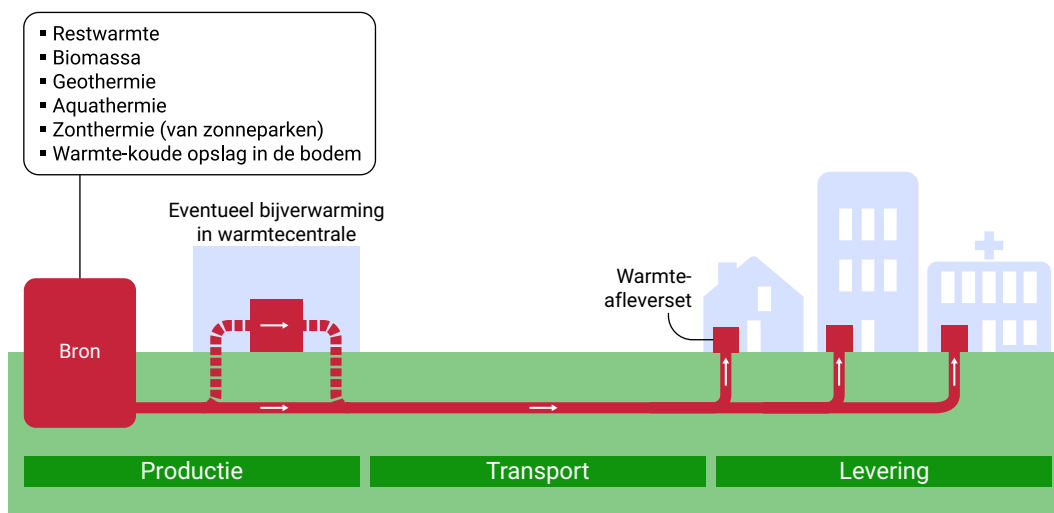 ▪ Restwarmte
▪ Biomassa
▪ Geothermie
▪ Aquathermie
▪ Zonthermie (van zonneparken)
▪ Warmte-koude opslag in de bodem
Eventueel bijverwarming
in warmtecentrale
Warmte-
afleverset
Bron
Productie
Transport
Levering